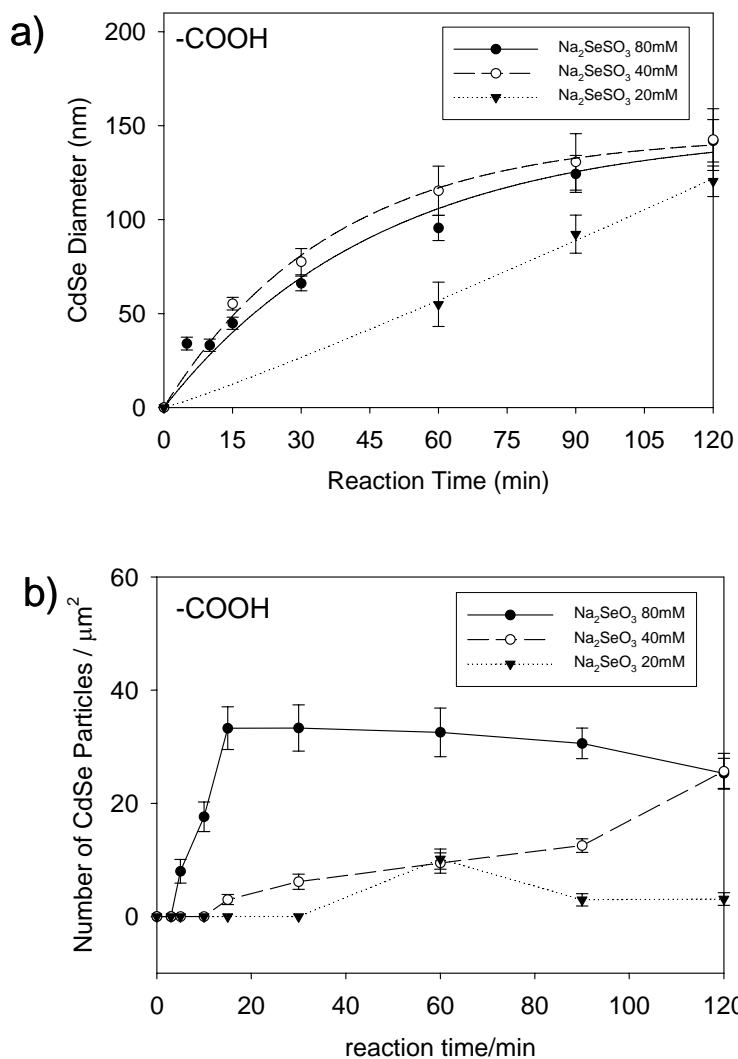 a)
-COOH
Na₂SeSO₃ 80mM
Na₂SeSO₃ 40mM
Na₂SeSO₃ 20mM
CdSe Diameter (nm)
200
150
100
50
0
0 15 30 45 60 75 90 105 120
Reaction Time (min)
b)
-COOH
Na₂SeO₃ 80mM
Na₂SeO₃ 40mM
Na₂SeO₃ 20mM
Number of CdSe Particles / μm²
60
40
20
0
0 20 40 60 80 100 120
reaction time/min